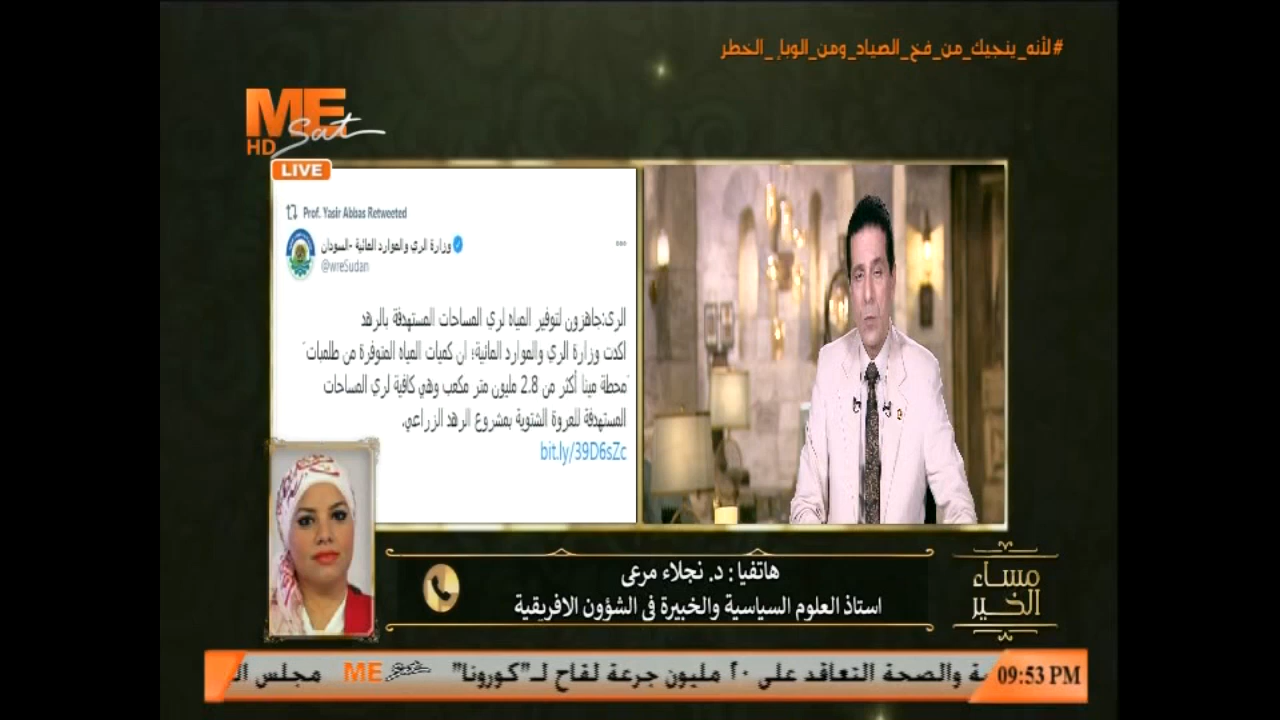 #لأنه_ينجيك_من_فخ_الصياد_ومن_الوبإ_الخطر
ME Sat
HD
LIVE
Prof. Yasir Abbas Retweeted
وزارة الري والموارد المائية -السودان
@wreSudan
الري:جاهزون لتوفير المياه لري المساحات المستهدفة بالرهد
اكدت وزارة الري والموارد المائية؛ ان كميات المياه المتوفرة من طلمبات
محطة مينا أكثر من 2.8 مليون متر مكعب وهي كافية لري المساحات
المستهدفة للعروة الشتوية بمشروع الرهد الزراعي.
bit.ly/39D6sZc
هاتفيا : د. نجلاء مرعى
استاذ العلوم السياسية والخبيرة فى الشؤون الافريقية
مساء
الخير
ة والصحة التعاقد على ٢٠ مليون جرعة لقاح لـ"كورونا" ME Sat مجلس الـ
09:53 PM